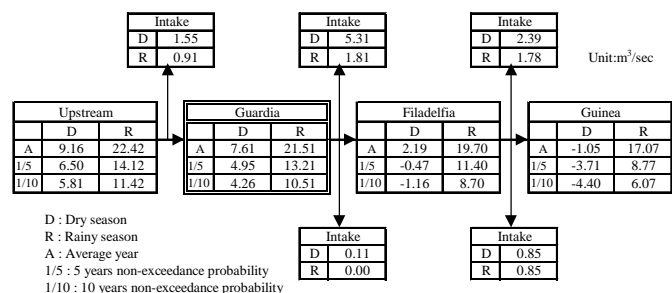 Intake Intake Intake
D 1.55 D 5.31 D 2.39
R 0.91 R 1.81 R 1.78
Unit:m³/sec
Upstream Guardia Filadelfia Guinea
D R D R D R D R
A 9.16 22.42 7.61 21.51 A 2.19 19.70 A -1.05 17.07
1/5 6.50 14.12 4.95 13.21 1/5 -0.47 11.40 1/5 -3.71 8.77
1/10 5.81 11.42 4.26 10.51 1/10 -1.16 8.70 1/10 -4.40 6.07
D : Dry season
R : Rainy season
A : Average year
1/5 : 5 years non-exceedance probability
1/10 : 10 years non-exceedance probability
Intake Intake
D 0.11 D 0.85
R 0.00 R 0.85